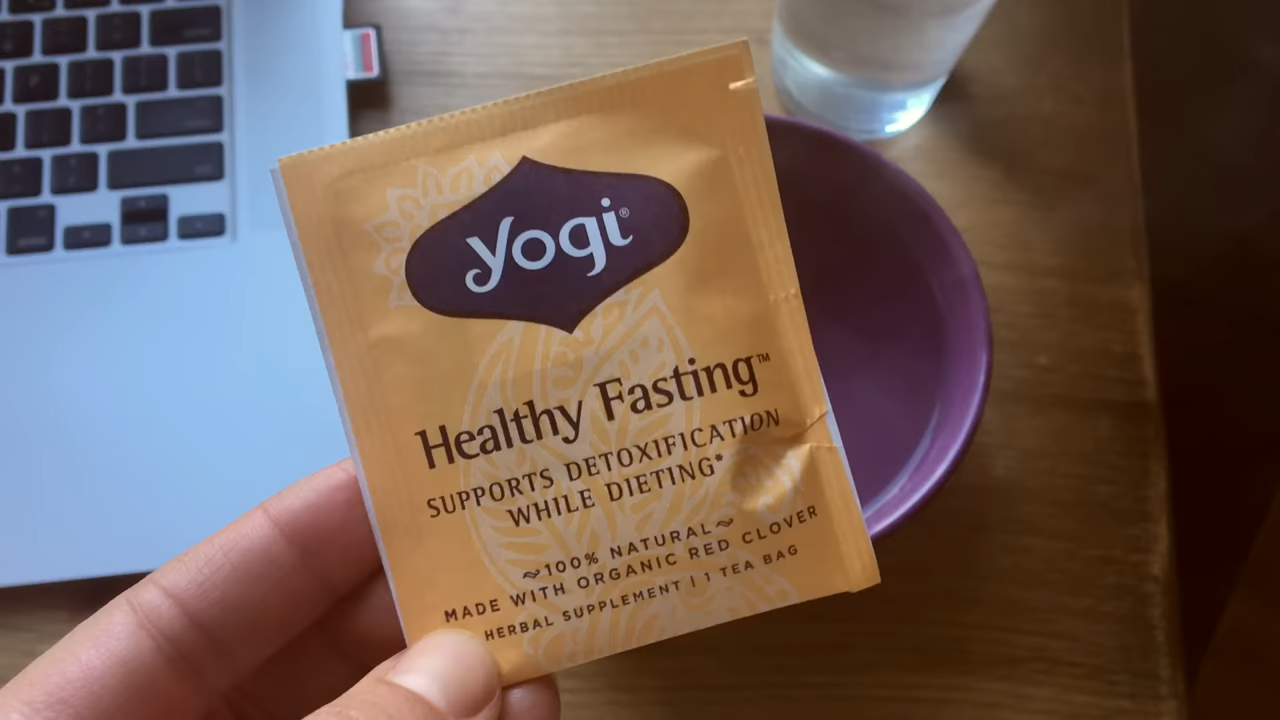 yogi®
Healthy Fasting™
SUPPORTS DETOXIFICATION
WHILE DIETING*
~100% NATURAL~
MADE WITH ORGANIC RED CLOVER
HERBAL SUPPLEMENT | 1 TEA BAG